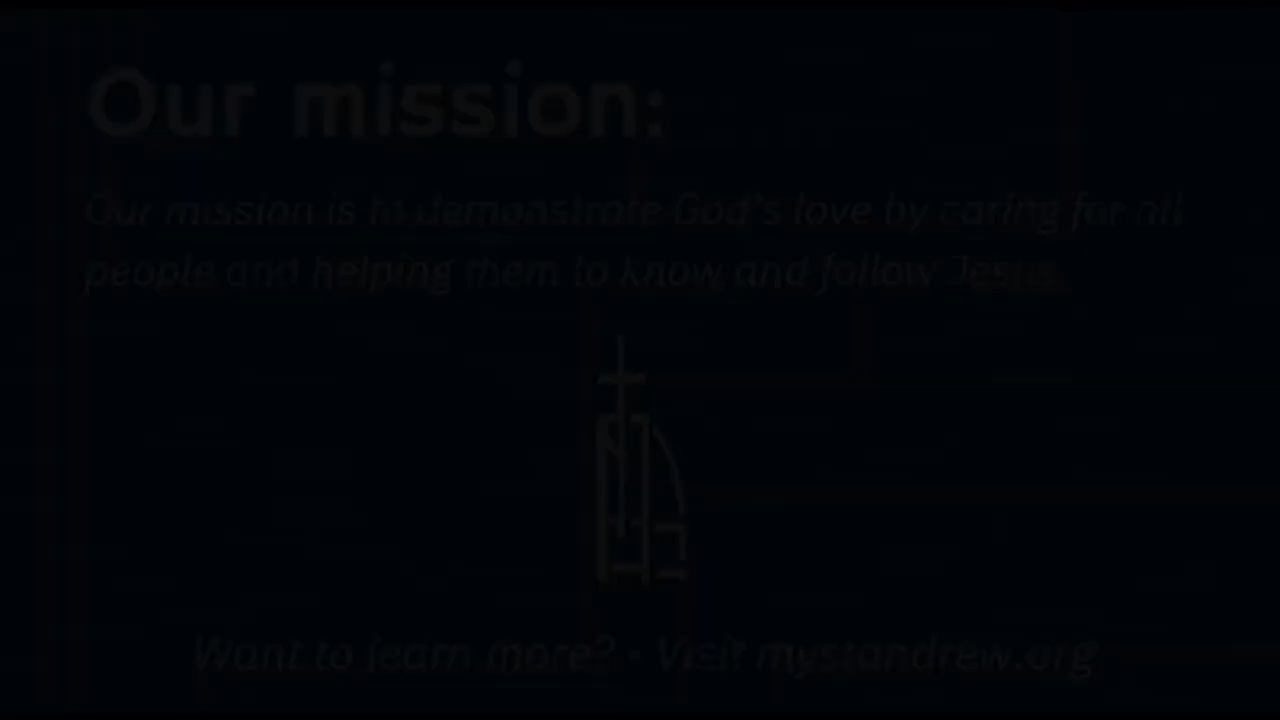 Our mission:
Our mission is to demonstrate God's love by caring for all
people and helping them to know and follow Jesus.
Want to learn more? · Visit mystandrew.org